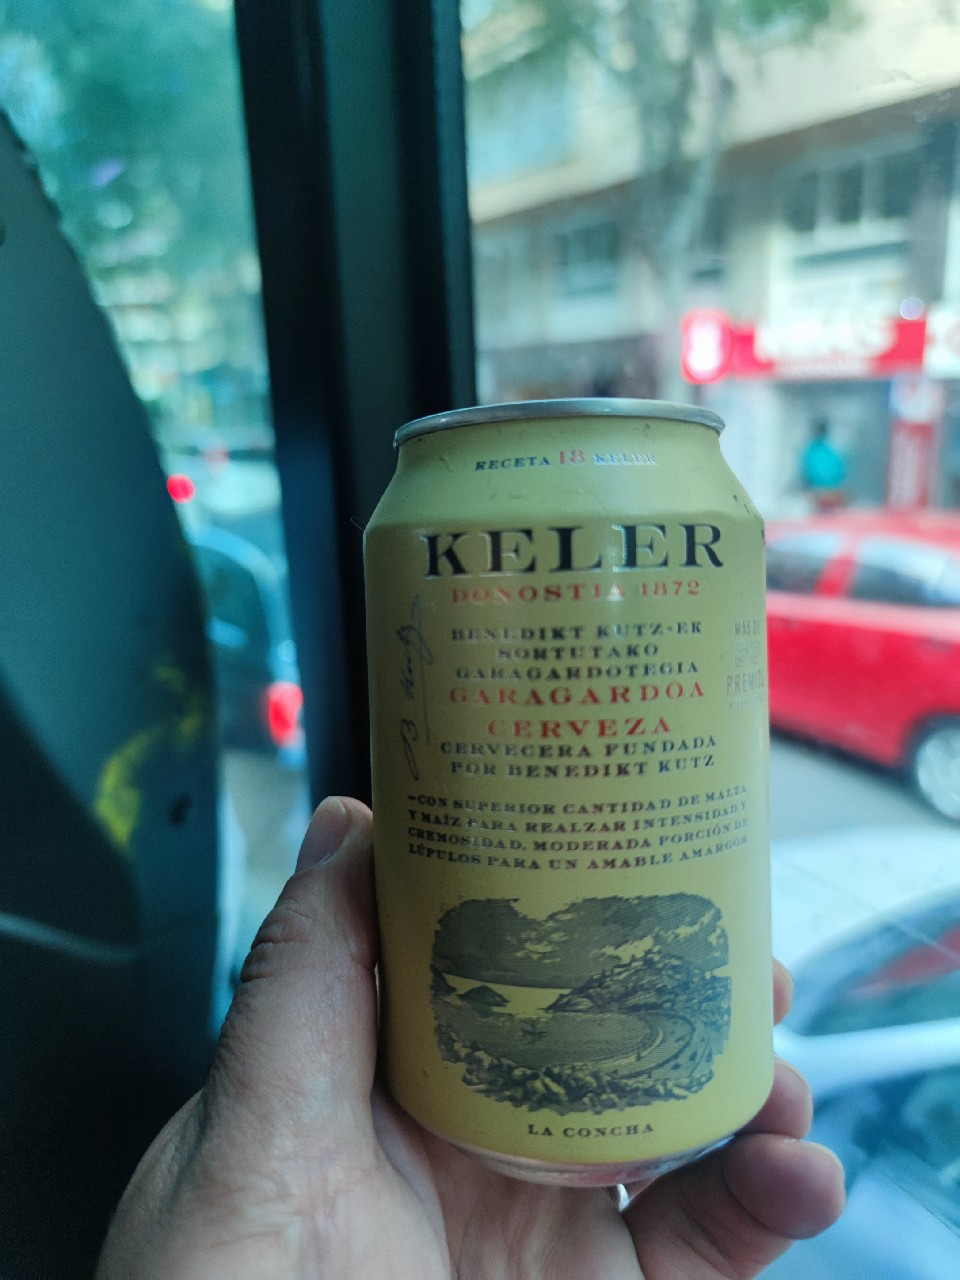 RECETA 18 KELER
KELER
DONOSTIA 1872
BENEDIKT KUTZ-EK
SORTUTAKO
GARAGARDOTEGIA
GARAGARDOA
CERVEZA
CERVECERA FUNDADA
POR BENEDIKT KUTZ
-CON SUPERIOR CANTIDAD DE MALTA
Y MAÍZ PARA REALZAR INTENSIDAD Y
CREMOSIDAD. MODERADA PORCIÓN DE
LÚPULOS PARA UN AMABLE AMARGOR
LA CONCHA
MÁS DE